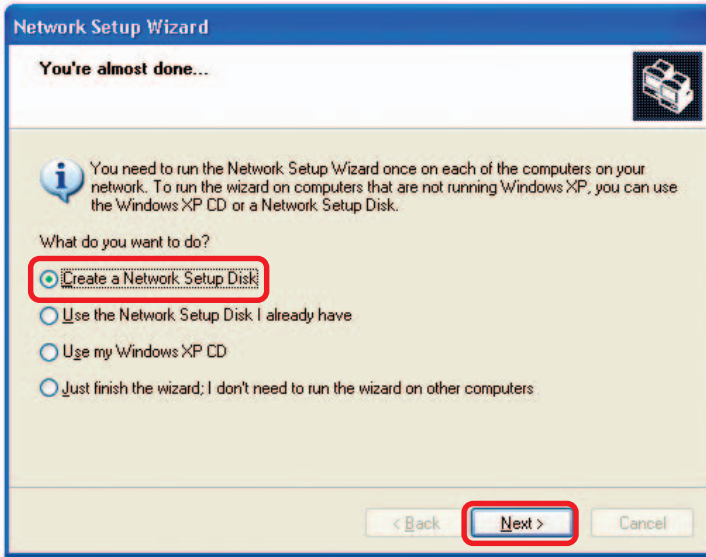 Network Setup Wizard
You're almost done...
You need to run the Network Setup Wizard once on each of the computers on your
network. To run the wizard on computers that are not running Windows XP, you can use
the Windows XP CD or a Network Setup Disk.
What do you want to do?
Create a Network Setup Disk
Use the Network Setup Disk I already have
Use my Windows XP CD
Just finish the wizard; I don't need to run the wizard on other computers
< Back Next > Cancel